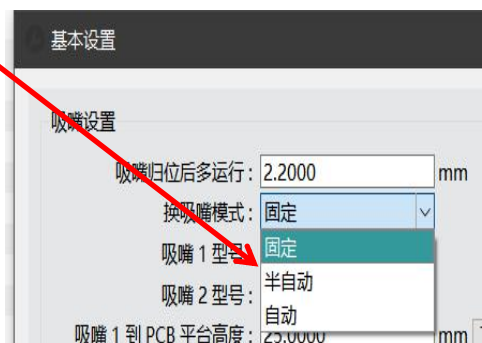 基本设置
吸嘴设置
吸嘴归位后多运行: 2.2000 mm
换吸嘴模式: 固定
吸嘴 1 型号: 固定
半自动
吸嘴 2 型号:
自动
吸嘴 1 到 PCB 平台高度: 25.0000 mm